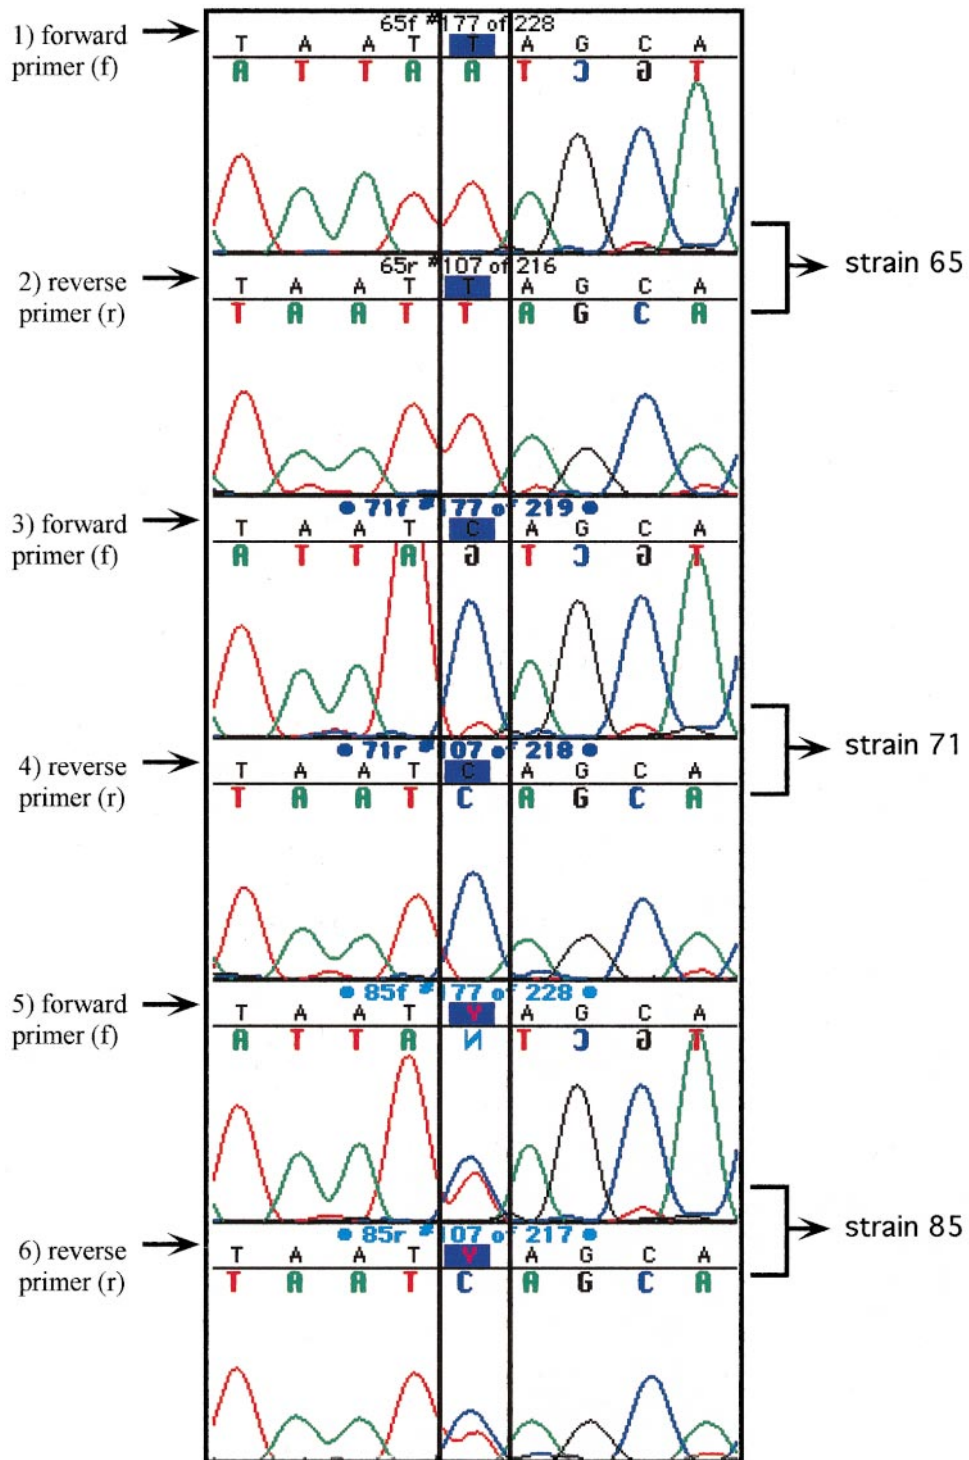 1) forward
primer (f)
65f #177 of 228
T A A T T A G C A
A T T A A T C G T
2) reverse
primer (r)
65r #107 of 216
T A A T T A G C A
T A A T T A G C A
strain 65
3) forward
primer (f)
● 71f #177 of 219 ●
T A A T C A G C A
A T T A G T C G T
4) reverse
primer (r)
● 71r #107 of 218 ●
T A A T C A G C A
T A A T C A G C A
strain 71
5) forward
primer (f)
● 85f #177 of 228 ●
T A A T Y A G C A
A T T A N T C G T
6) reverse
primer (r)
● 85r #107 of 217 ●
T A A T Y A G C A
T A A T C A G C A
strain 85